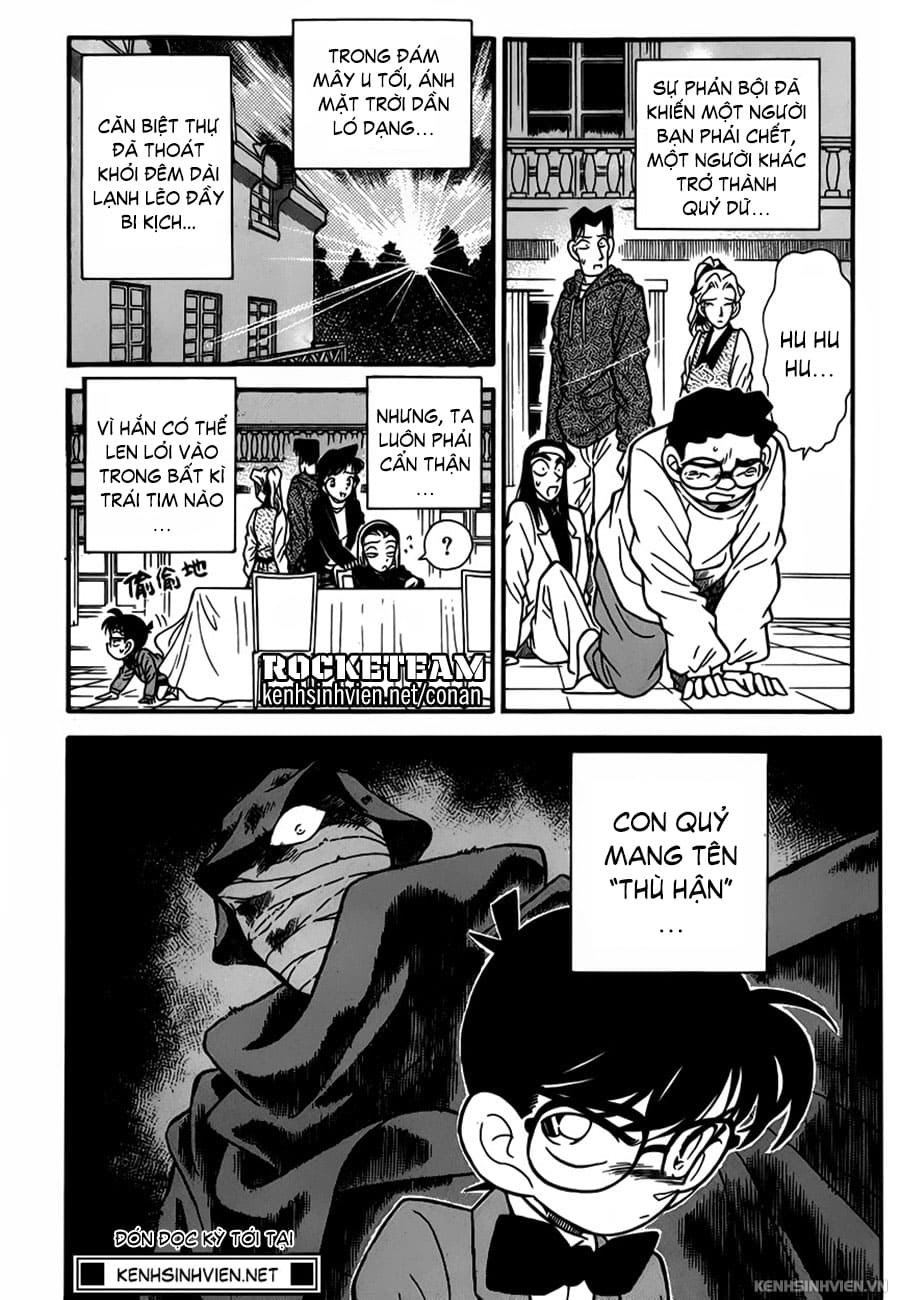 TRONG ĐÁM
MÂY U TỐI, ÁNH
MẶT TRỜI DẦN
LÓ DẠNG...
CĂN BIỆT THỰ
ĐÃ THOÁT
KHỎI ĐÊM DÀI
LẠNH LẼO ĐẦY
BI KỊCH...
SỰ PHẢN BỘI ĐÃ
KHIẾN MỘT NGƯỜI
BẠN PHẢI CHẾT,
MỘT NGƯỜI KHÁC
TRỞ THÀNH
QUỶ DỮ...
HU HU
HU...
NHƯNG, TA
LUÔN PHẢI
CẨN THẬN
...
VÌ HẮN CÓ THỂ
LEN LỎI VÀO
TRONG BẤT KÌ
TRÁI TIM NÀO
...
?
偷偷地
ROCKETEAM
kenhsinhvien.net/conan
CON QUỶ
MANG TÊN
"THÙ HẬN"
...
ĐÓN ĐỌC KỲ TỚI TẠI
KENHSINHVIEN.NET
KENHSINHVIEN.VN